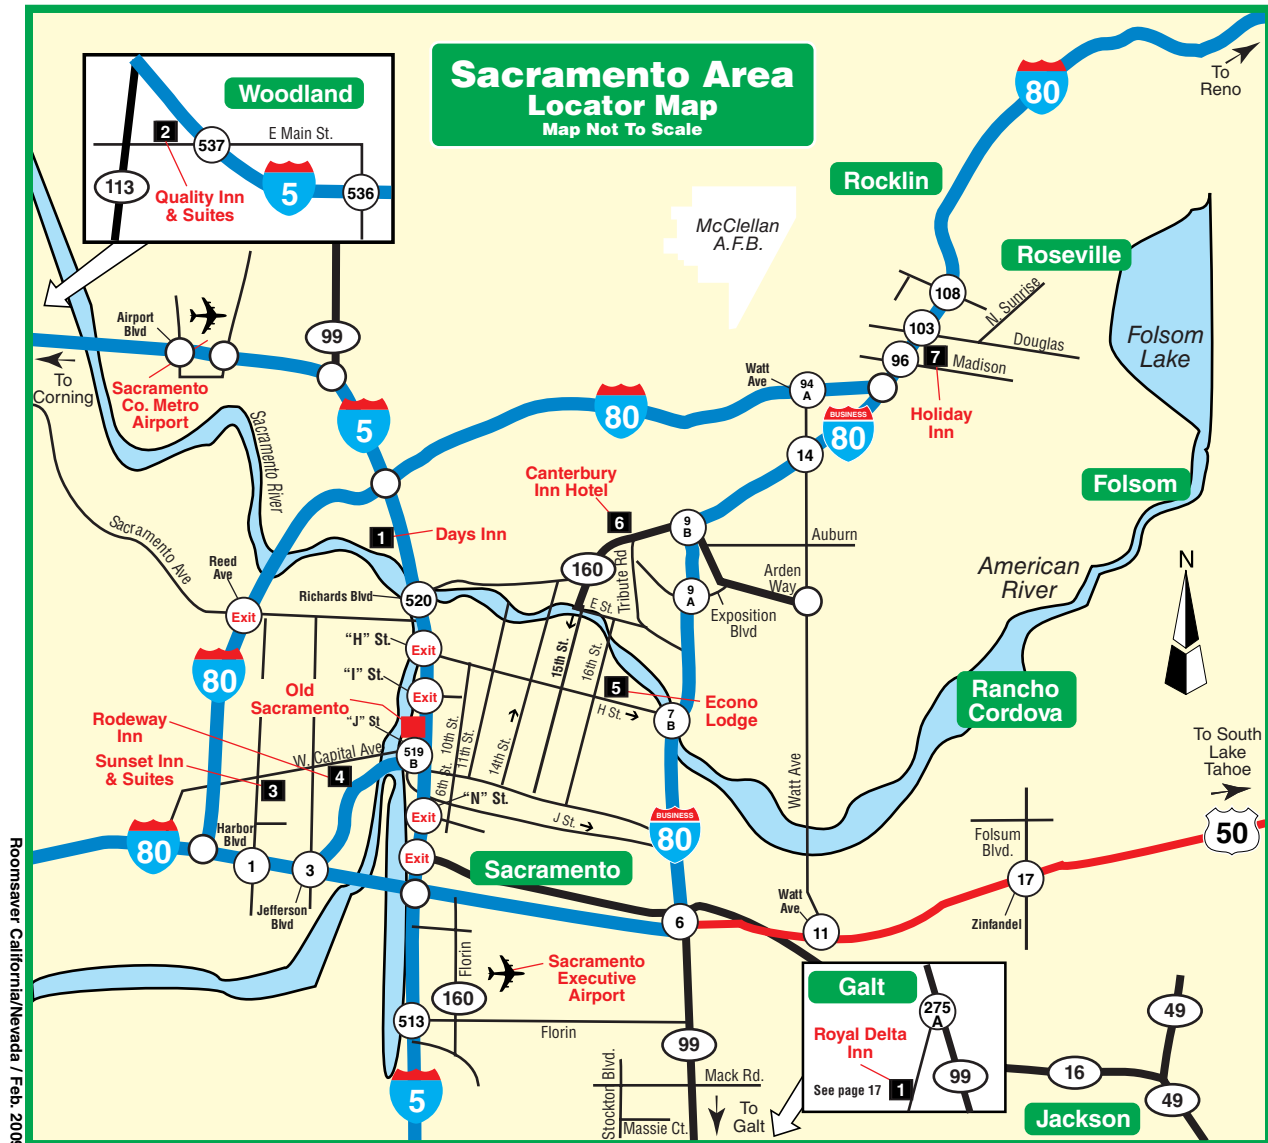 Sacramento Area
Locator Map
Map Not To Scale
Woodland
2
537
E Main St.
113
5
536
Quality Inn
& Suites
80
To
Reno
Rocklin
McClellan
A.F.B.
Roseville
108
N. Sunrise
103
Douglas
96
7
Madison
Holiday
Inn
Folsom
Lake
Airport
Blvd
99
To
Corning
Sacramento
Co. Metro
Airport
5
Sacramento River
80
Watt
Ave
94
A
BUSINESS
80
14
Folsom
Canterbury
Inn Hotel
6
9
B
Auburn
1
Days Inn
Sacramento Ave
Reed
Ave
160
Tribute Rd
Arden
Way
American
River
N
Richards Blvd
520
9
A
Exposition
Blvd
E St.
Exit
"H" St.
Exit
15th St.
16th St.
80
"I" St.
Exit
5
Econo
Lodge
Rancho
Cordova
Old
Sacramento
H St.
7
B
Rodeway
Inn
"J" St
10th St.
11th St.
14th St.
To South
Lake
Tahoe
W. Capital Ave
519
B
Sunset Inn
& Suites
3
4
6th St.
"N" St.
Watt Ave
Exit
J St.
BUSINESS
80
Folsum
Blvd.
50
Harbor
Blvd
80
Exit
Sacramento
1
3
17
Jefferson
Blvd
Watt
Ave
Zinfandel
6
11
Florin
Sacramento
Executive
Airport
160
Galt
275
A
49
513
Florin
Royal Delta
Inn
99
See page 17
1
99
16
Stockton Blvd.
Mack Rd.
5
To
Galt
Massie Ct.
49
Jackson
Roomsaver California/Nevada / Feb. 2009